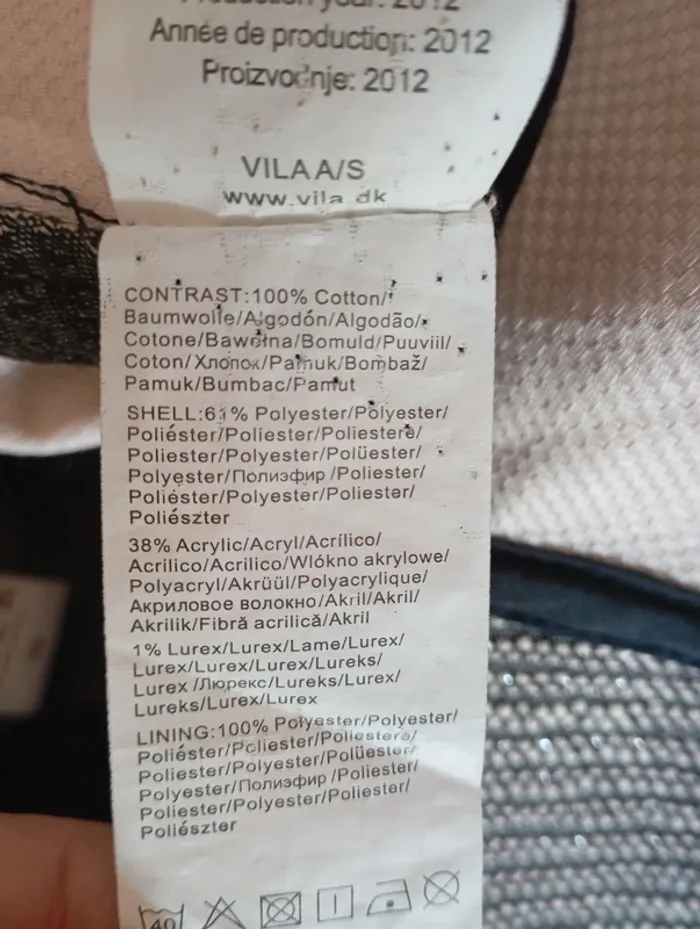 Production year: 2012
Année de production: 2012
Proizvodnje: 2012
VILA A/S
www.vila.dk
CONTRAST:100% Cotton/
Baumwolle/Algodón/Algodão/
Cotone/Bawełna/Bomuld/Puuviil/
Coton/Хлопок/Pamuk/Bombaž/
Pamuk/Bumbac/Pamut
SHELL:61% Polyester/Polyester/
Poliéster/Poliester/Poliestere/
Poliester/Polyester/Polüester/
Polyester/Полиэфир /Poliester/
Poliéster/Polyester/Poliester/
Poliészter
38% Acrylic/Acryl/Acrílico/
Acrilico/Acrilico/Wlókno akrylowe/
Polyacryl/Akrüül/Polyacrylique/
Акриловое волокно/Akril/Akril/
Akrilik/Fibră acrilică/Akril
1% Lurex/Lurex/Lame/Lurex/
Lurex/Lurex/Lurex/Lureks/
Lurex /Люрекс/Lureks/Lurex/
Lureks/Lurex/Lurex
LINING:100% Polyester/Polyester/
Poliéster/Poliester/Poliestere/
Poliester/Polyester/Polüester/
Polyester/Полиэфир /Poliester/
Poliester/Polyester/Poliester/
Poliészter
40